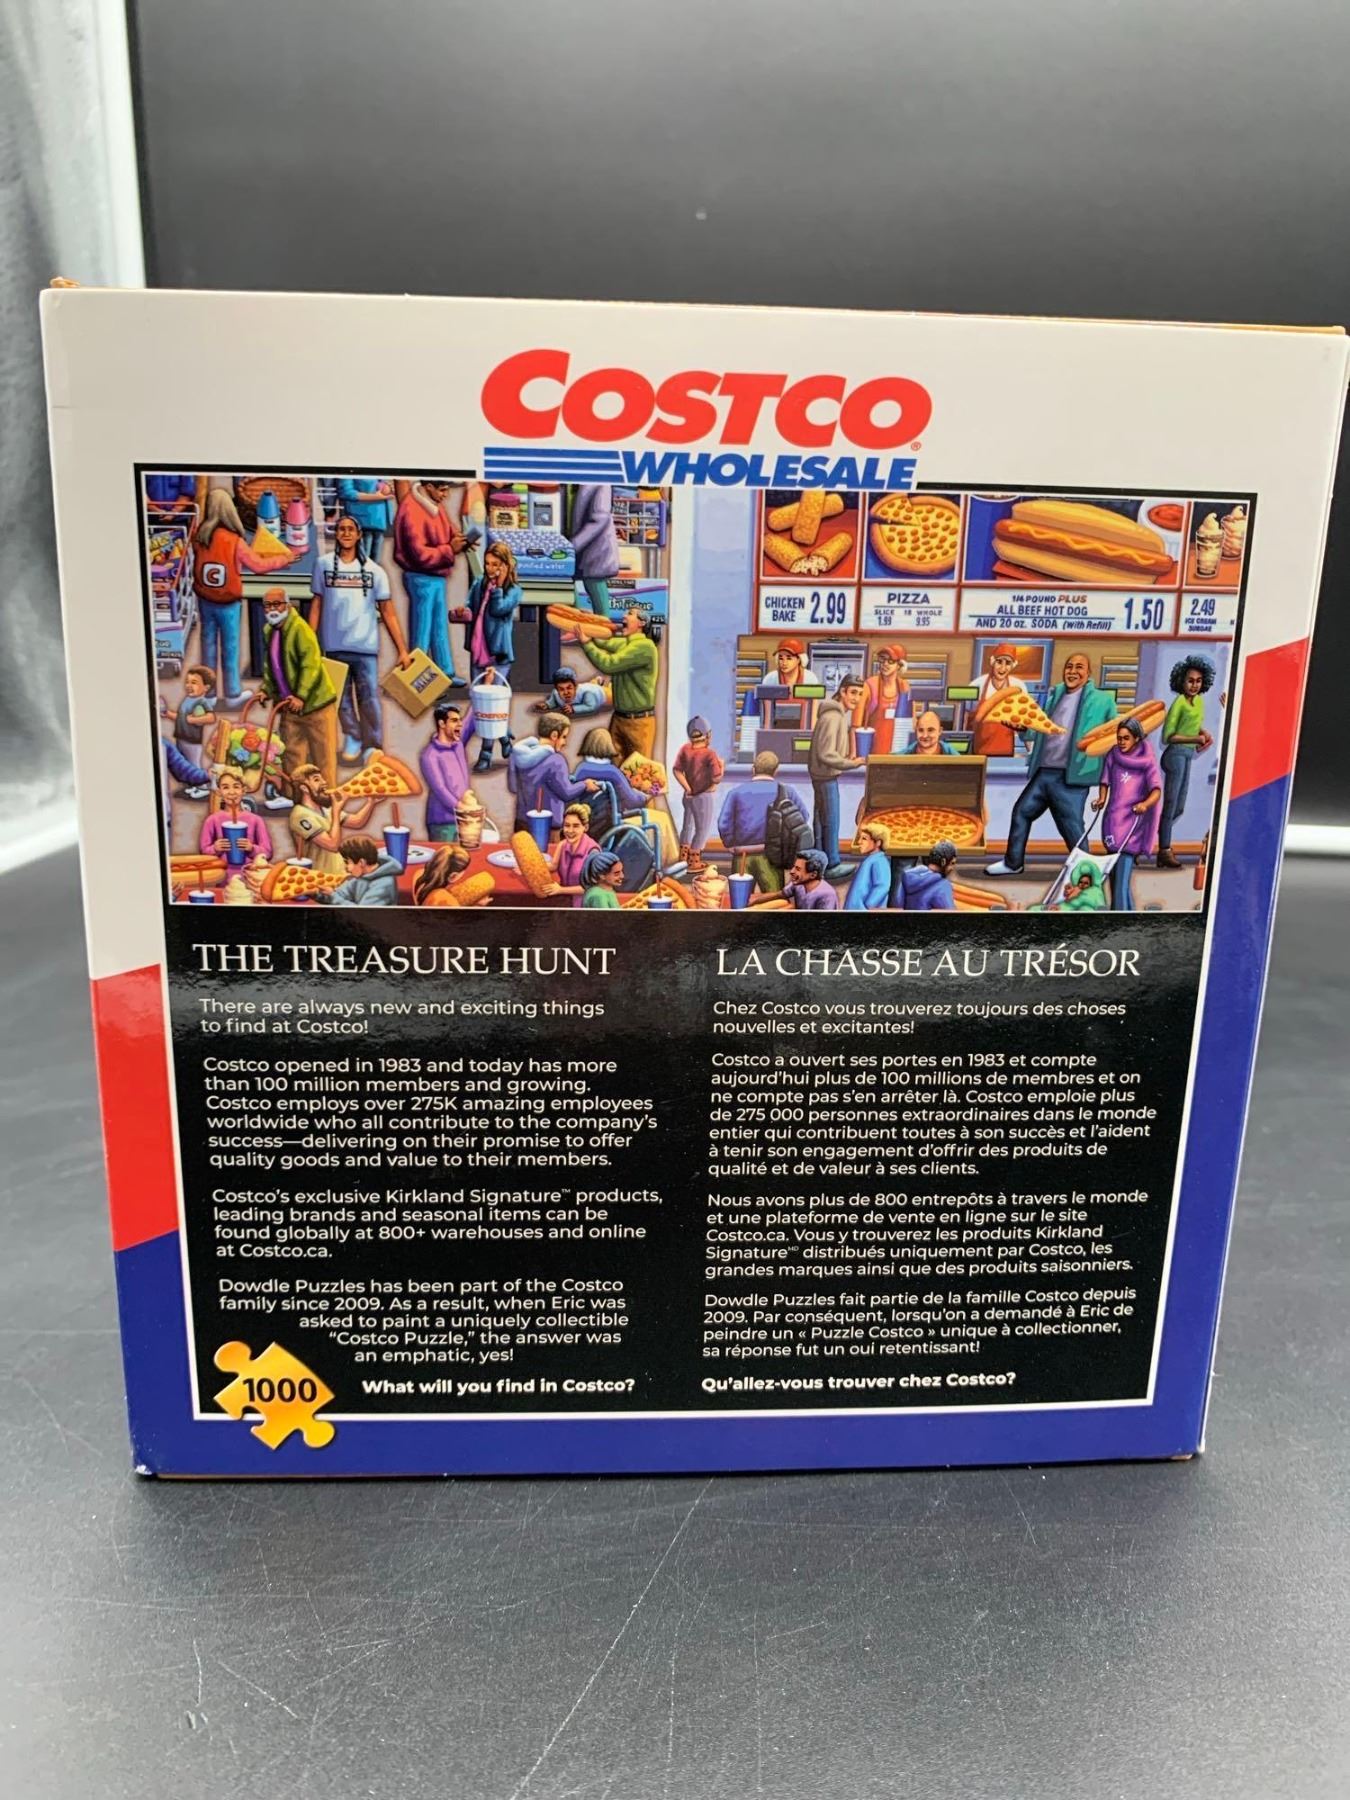 COSTCO
WHOLESALE
purified water
MILK
COSTCO
CHICKEN
BAKE 2.99
PIZZA
SLICE 18 WHOLE
1.99 9.95
1/4 POUND PLUS
ALL BEEF HOT DOG
AND 20 oz. SODA (With Refill)
1.50
2.49
ICE CREAM
SUNDAE
THE TREASURE HUNT
There are always new and exciting things
to find at Costco!
Costco opened in 1983 and today has more
than 100 million members and growing.
Costco employs over 275K amazing employees
worldwide who all contribute to the company's
success—delivering on their promise to offer
quality goods and value to their members.
Costco's exclusive Kirkland Signature™ products,
leading brands and seasonal items can be
found globally at 800+ warehouses and online
at Costco.ca.
Dowdle Puzzles has been part of the Costco
family since 2009. As a result, when Eric was
asked to paint a uniquely collectible
"Costco Puzzle," the answer was
an emphatic, yes!
What will you find in Costco?
1000
LA CHASSE AU TRÉSOR
Chez Costco vous trouverez toujours des choses
nouvelles et excitantes!
Costco a ouvert ses portes en 1983 et compte
aujourd'hui plus de 100 millions de membres et on
ne compte pas s'en arrêter là. Costco emploie plus
de 275 000 personnes extraordinaires dans le monde
entier qui contribuent toutes à son succès et l'aident
à tenir son engagement d'offrir des produits de
qualité et de valeur à ses clients.
Nous avons plus de 800 entrepôts à travers le monde
et une plateforme de vente en ligne sur le site
Costco.ca. Vous y trouverez les produits Kirkland
Signature MD distribués uniquement par Costco, les
grandes marques ainsi que des produits saisonniers.
Dowdle Puzzles fait partie de la famille Costco depuis
2009. Par conséquent, lorsqu'on a demandé à Eric de
peindre un « Puzzle Costco » unique à collectionner,
sa réponse fut un oui retentissant!
Qu'allez-vous trouver chez Costco?